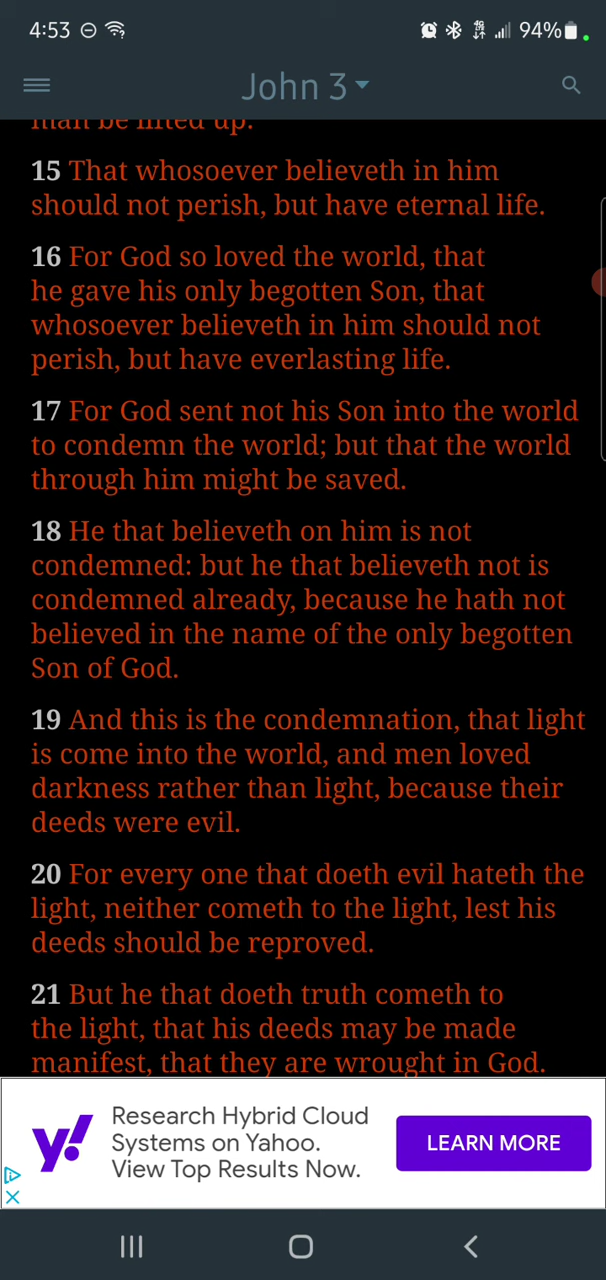 4:53
4G
94%
John 3
man be lifted up.
15 That whosoever believeth in him
should not perish, but have eternal life.
16 For God so loved the world, that
he gave his only begotten Son, that
whosoever believeth in him should not
perish, but have everlasting life.
17 For God sent not his Son into the world
to condemn the world; but that the world
through him might be saved.
18 He that believeth on him is not
condemned: but he that believeth not is
condemned already, because he hath not
believed in the name of the only begotten
Son of God.
19 And this is the condemnation, that light
is come into the world, and men loved
darkness rather than light, because their
deeds were evil.
20 For every one that doeth evil hateth the
light, neither cometh to the light, lest his
deeds should be reproved.
21 But he that doeth truth cometh to
the light, that his deeds may be made
manifest, that they are wrought in God.
y!
Research Hybrid Cloud
Systems on Yahoo.
View Top Results Now.
LEARN MORE